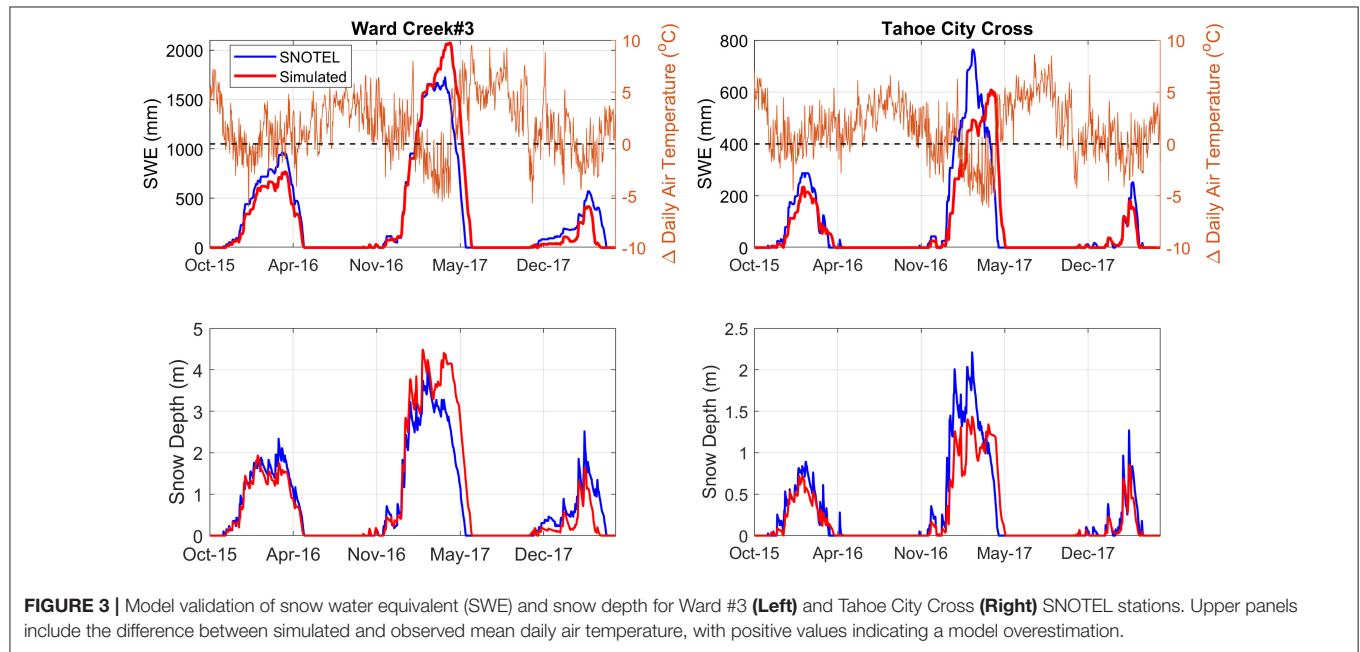 Ward Creek#3
Tahoe City Cross
2000
1500
1000
500
0
SWE (mm)
SNOTEL
Simulated
10
5
0
-5
-10
Δ Daily Air Temperature (°C)
Oct-15 Apr-16 Nov-16 May-17 Dec-17
800
600
400
200
0
SWE (mm)
10
5
0
-5
-10
Δ Daily Air Temperature (°C)
Oct-15 Apr-16 Nov-16 May-17 Dec-17
5
4
3
2
1
0
Snow Depth (m)
Oct-15 Apr-16 Nov-16 May-17 Dec-17
2.5
2
1.5
1
0.5
0
Snow Depth (m)
Oct-15 Apr-16 Nov-16 May-17 Dec-17
FIGURE 3 | Model validation of snow water equivalent (SWE) and snow depth for Ward #3 (Left) and Tahoe City Cross (Right) SNOTEL stations. Upper panels
include the difference between simulated and observed mean daily air temperature, with positive values indicating a model overestimation.